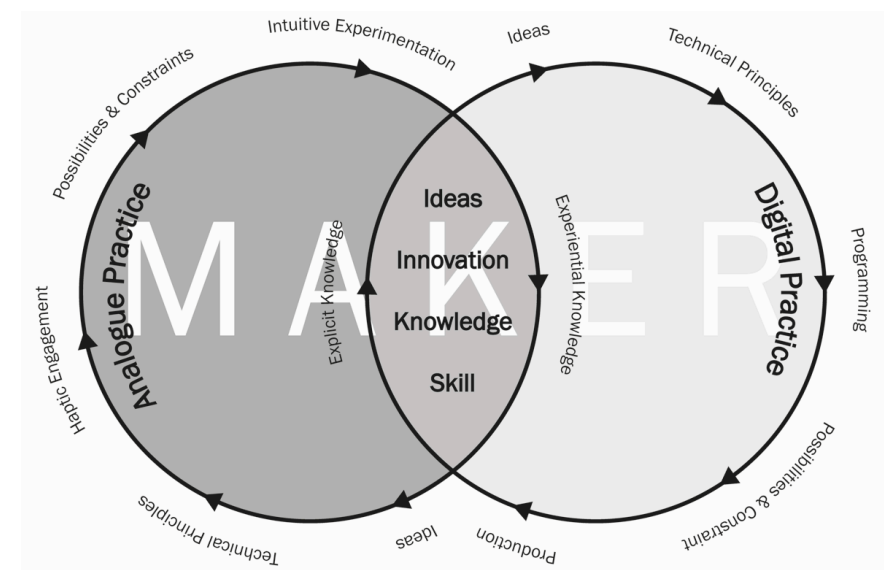 Intuitive Experimentation
Ideas
Technical Principles
Possibilities & Constraints
Analogue Practice
MAKER
Ideas
Innovation
Knowledge
Skill
Explicit Knowledge
Experiential Knowledge
Digital Practice
Programming
Haptic Engagement
Possibilities & Constraint
Technical Principles
Ideas
Production